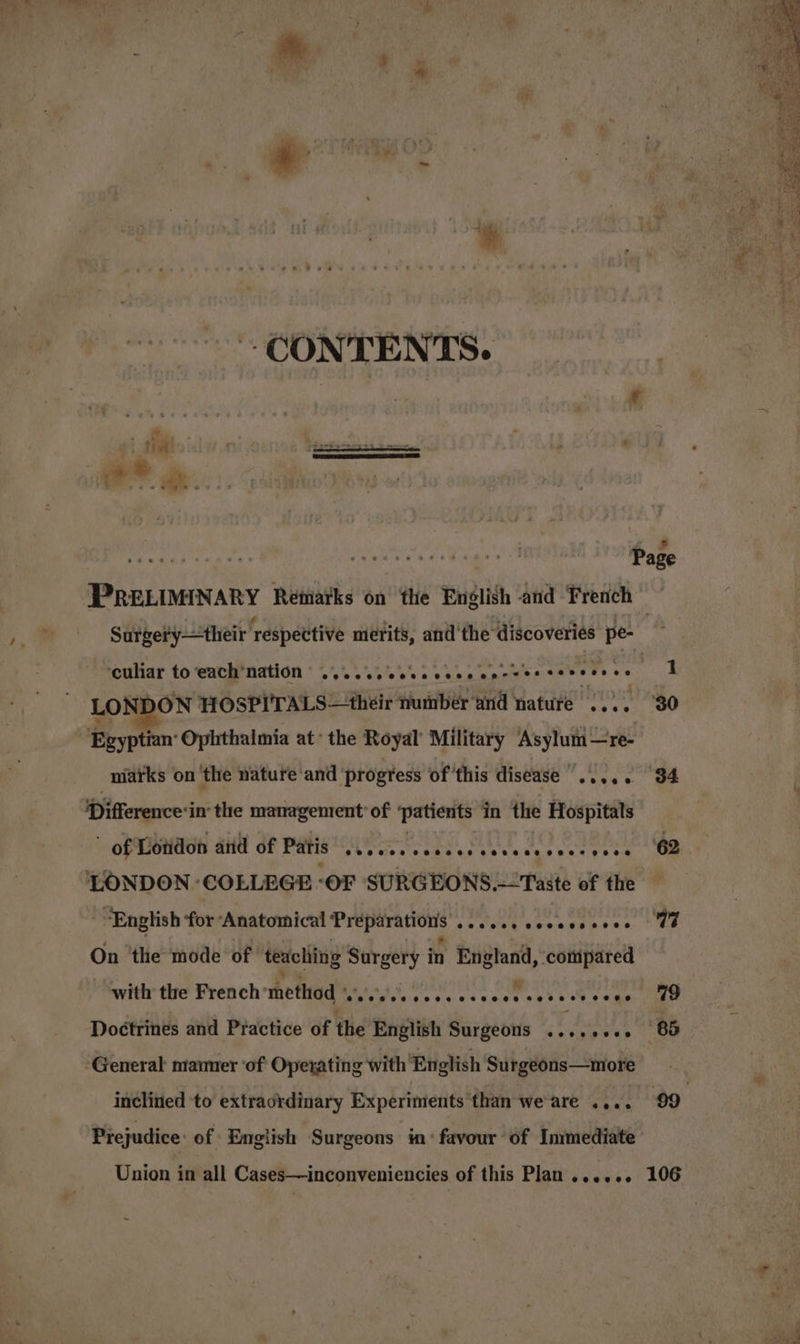 CONTENTS.
Page
PRELIMINARY Remarks on the English and French
Surgery—their respective merits, and the discoveries pe-
culiar to each nation .......................... 1
LONDON HOSPITALS—their number and nature .... 30
Egyptian Ophthalmia at the Royal Military Asylum—re-
marks on the nature and progress of this disease ...... 34
Difference in the management of patients in the Hospitals
of London and of Paris .......................... 62
LONDON COLLEGE OF SURGEONS.—Taste of the
English for Anatomical Preparations ............... 77
On the mode of teaching Surgery in England, compared
with the French method .......................... 79
Doctrines and Practice of the English Surgeons ........ 85
General manner of Operating with English Surgeons—more
inclined to extraordinary Experiments than we are .... 99
Prejudice of English Surgeons in favour of Immediate
Union in all Cases—inconveniencies of this Plan ...... 106